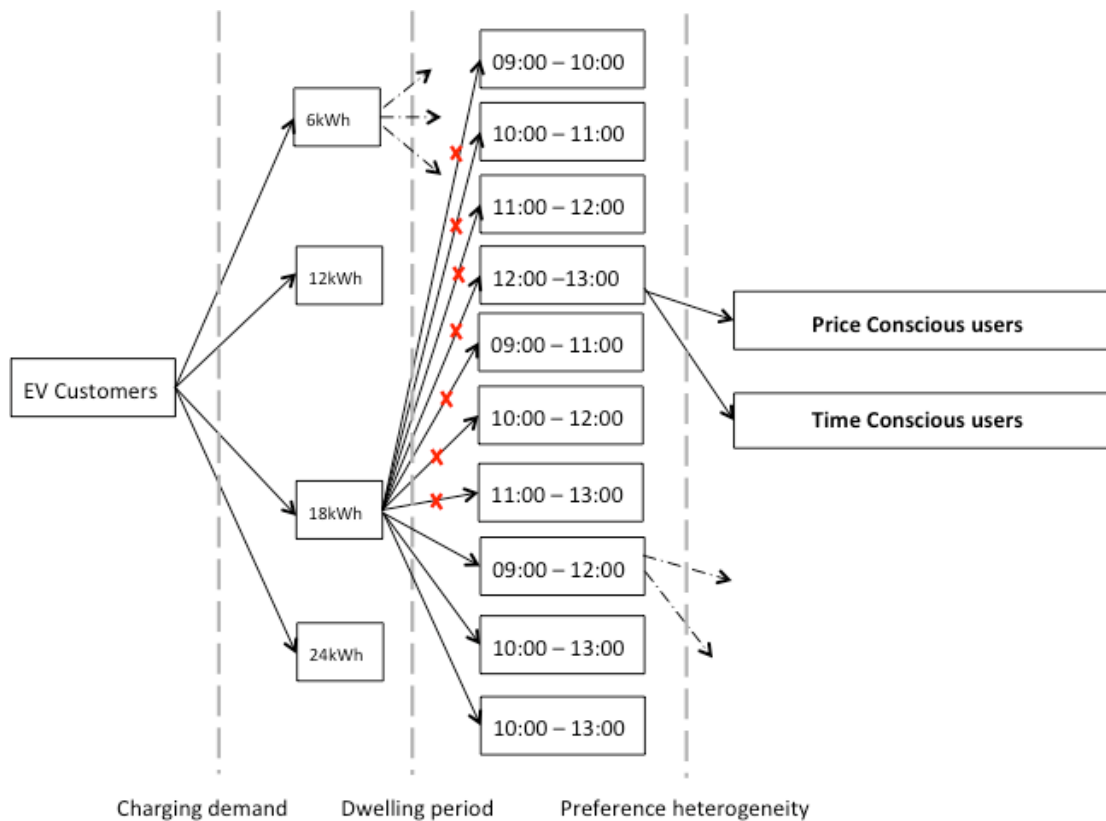 EV Customers
6kWh
12kWh
18kWh
24kWh
09:00 – 10:00
10:00 – 11:00
11:00 – 12:00
12:00 –13:00
09:00 – 11:00
10:00 – 12:00
11:00 – 13:00
09:00 – 12:00
10:00 – 13:00
10:00 – 13:00
Price Conscious users
Time Conscious users
Charging demand
Dwelling period
Preference heterogeneity